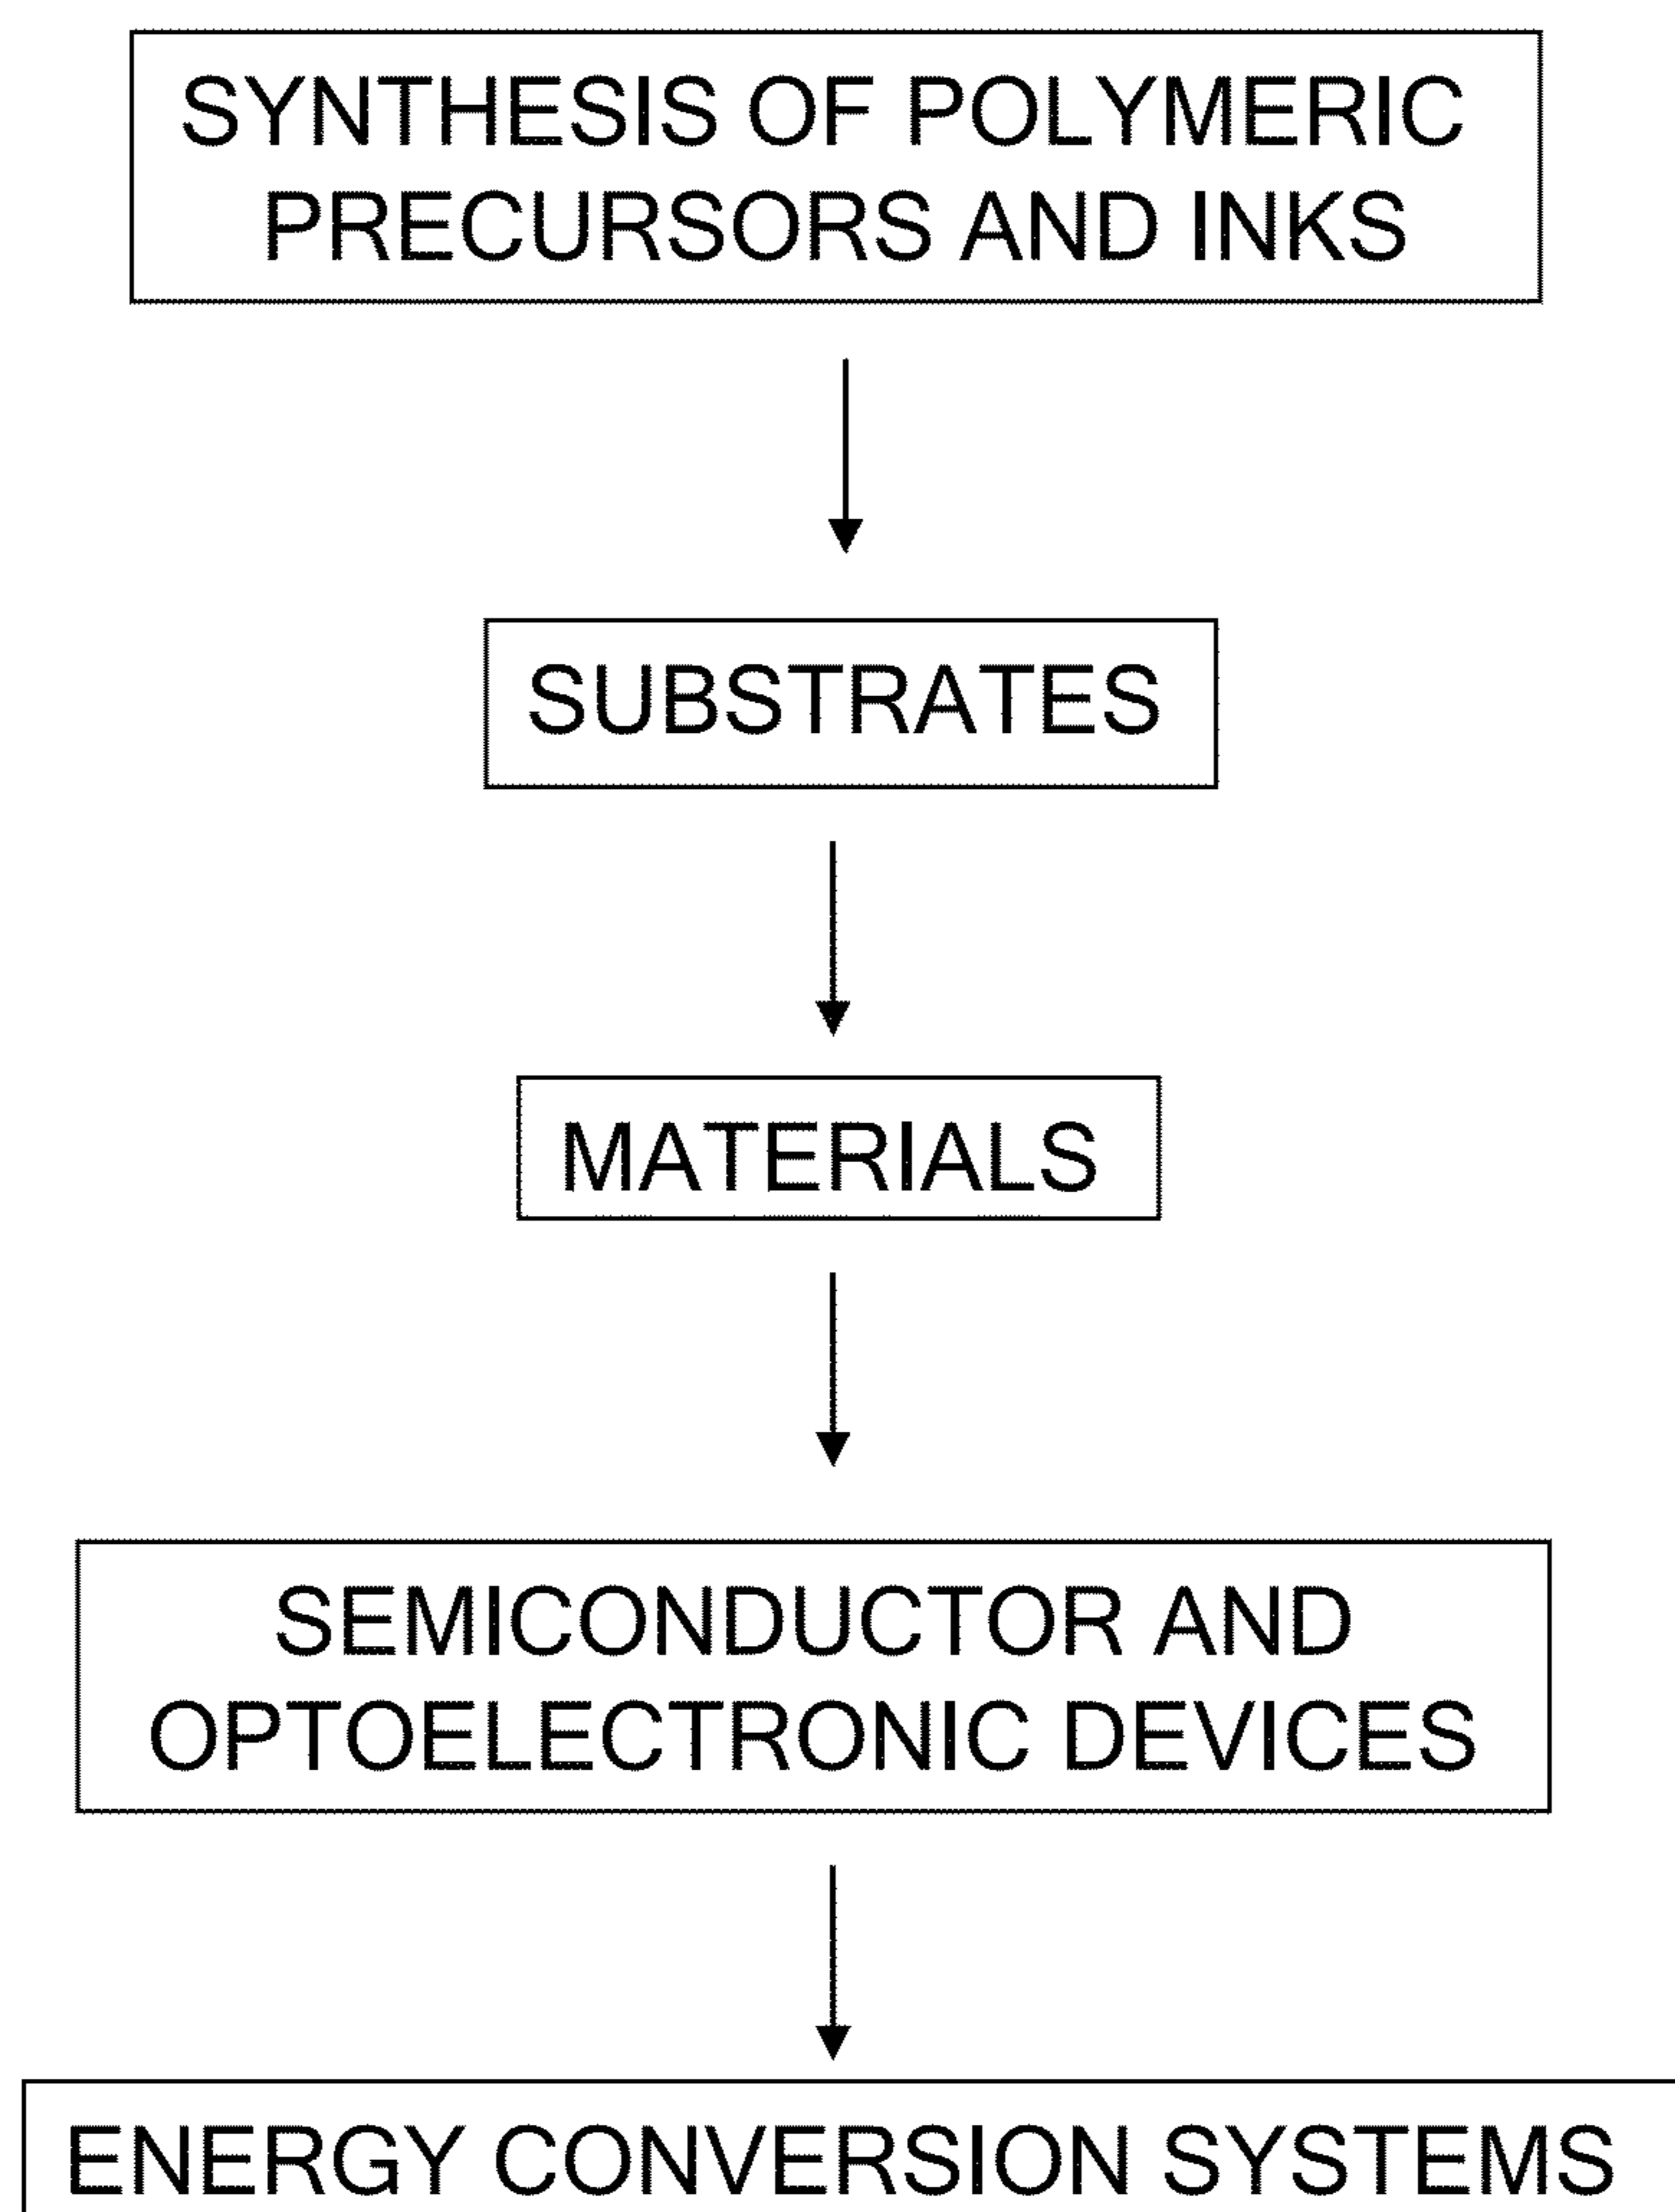 SYNTHESIS OF POLYMERIC
PRECURSORS AND INKS
SUBSTRATES
MATERIALS
SEMICONDUCTOR AND
OPTOELECTRONIC DEVICES
ENERGY CONVERSION SYSTEMS